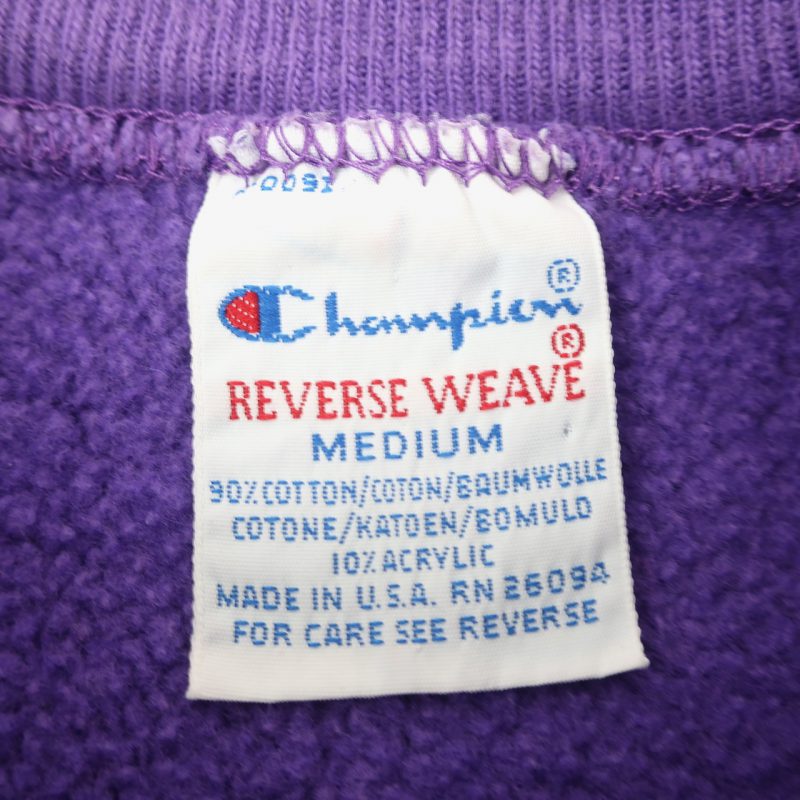 Champion ®
REVERSE WEAVE ®
MEDIUM
90% COTTON/COTON/BAUMWOLLE
COTONE/KATOEN/BOMULD
10% ACRYLIC
MADE IN U.S.A. RN 26094
FOR CARE SEE REVERSE